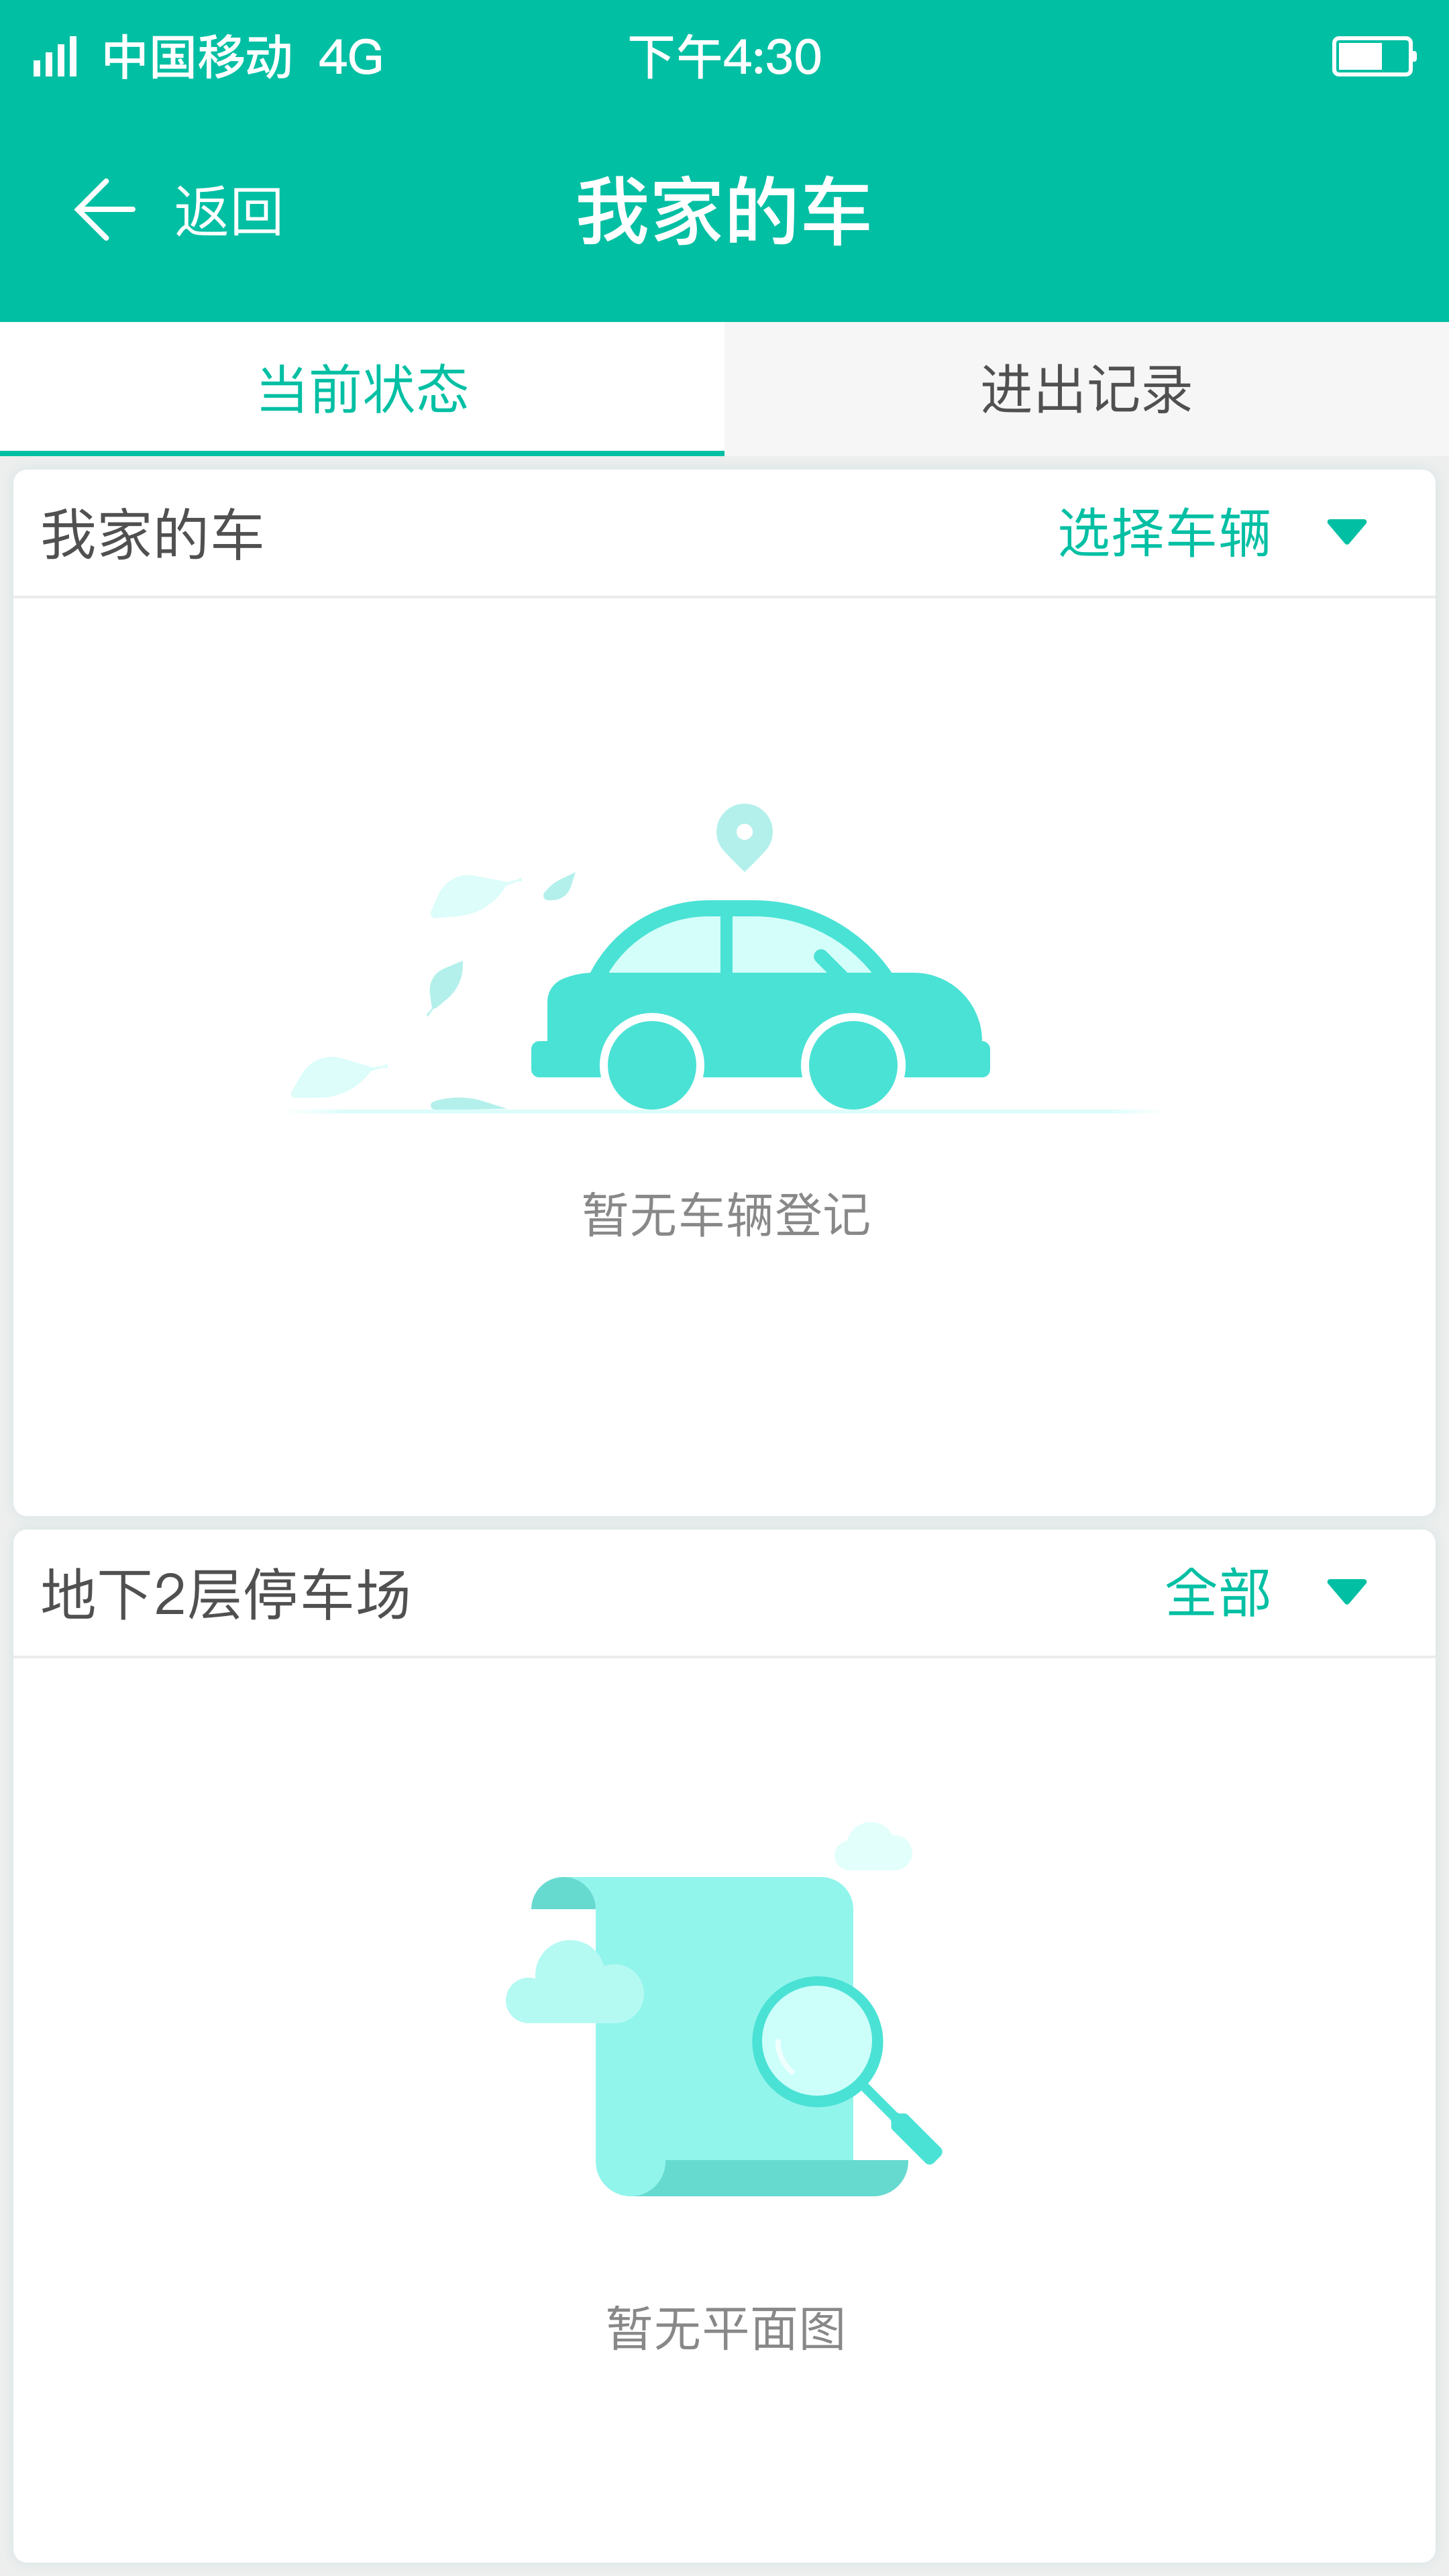 中国移动 4G 下午4:30
返回 我家的车
当前状态 进出记录
我家的车 选择车辆
暂无车辆登记
地下2层停车场 全部
暂无平面图